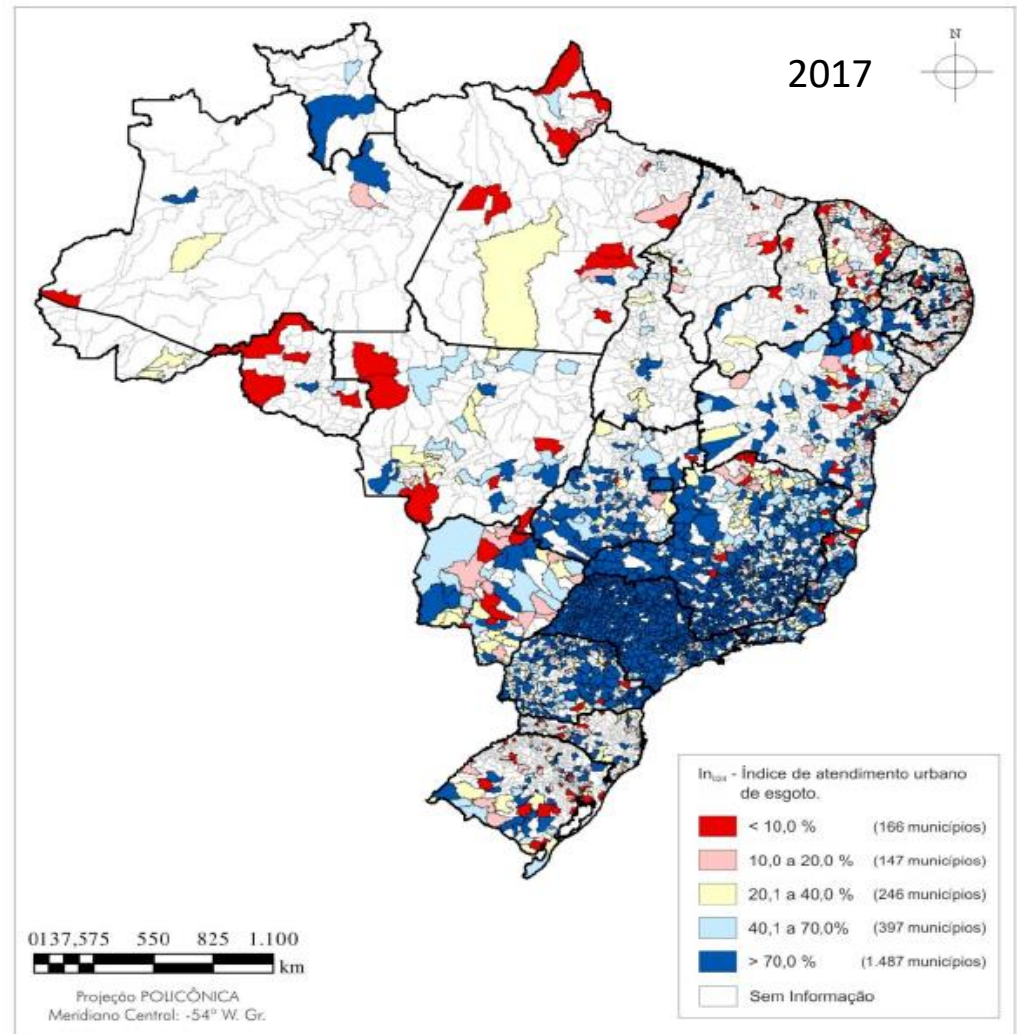 N
2017
In₀₂₄ - Índice de atendimento urbano
de esgoto.
< 10,0 % (166 municípios)
10,0 a 20,0 % (147 municípios)
20,1 a 40,0 % (246 municípios)
40,1 a 70,0% (397 municípios)
> 70,0 % (1.487 municípios)
Sem Informação
0137,575 550 825 1.100
km
Projeção POLICÔNICA
Meridiano Central: -54° W. Gr.